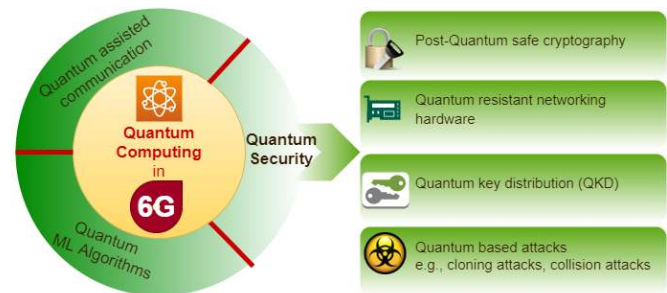 Quantum assisted
communication
Quantum
Computing
in
6G
Quantum
Security
Quantum
ML Algorithms
Post-Quantum safe cryptography
Quantum resistant networking
hardware
Quantum key distribution (QKD)
Quantum based attacks
e.g., cloning attacks, collision attacks